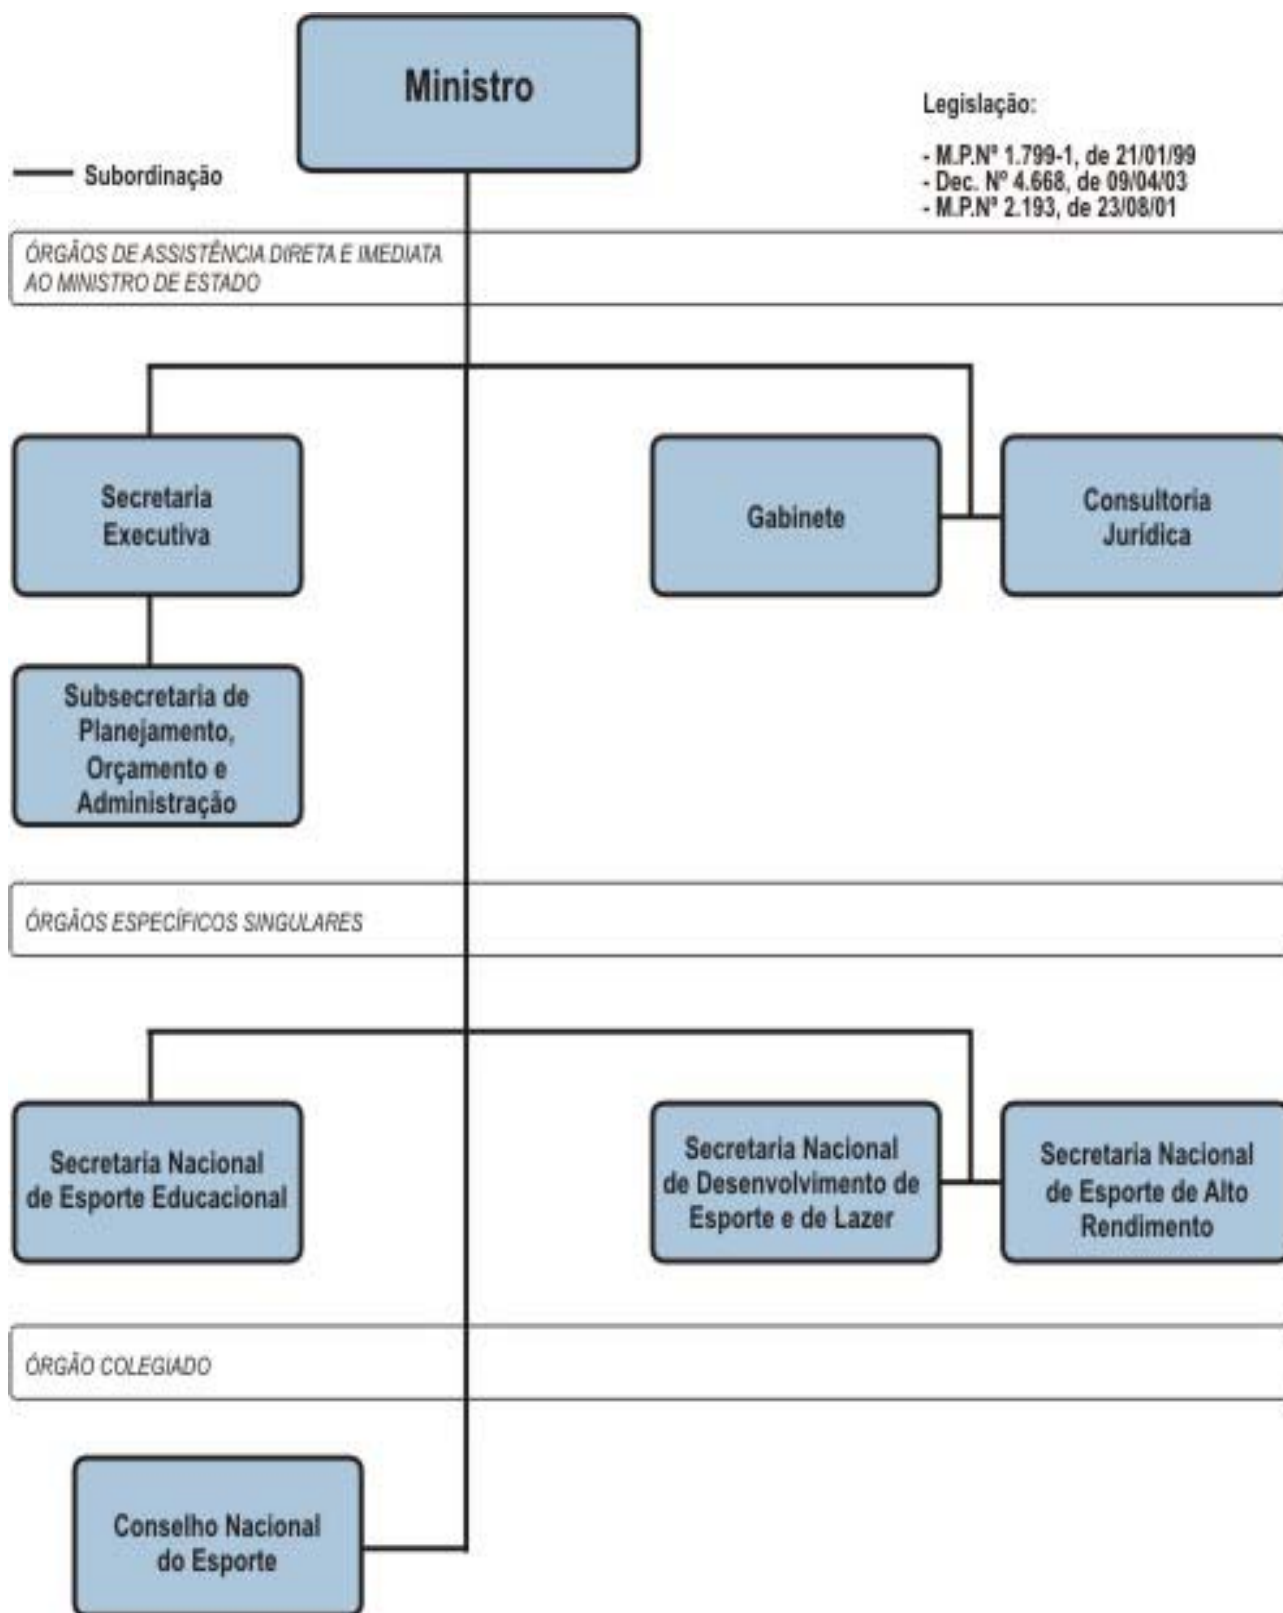 Ministro
Legislação:
- M.P.Nº 1.799-1, de 21/01/99
- Dec. Nº 4.668, de 09/04/03
- M.P.Nº 2.193, de 23/08/01
Subordinação
ÓRGÃOS DE ASSISTÊNCIA DIRETA E IMEDIATA
AO MINISTRO DE ESTADO
Secretaria
Executiva
Gabinete
Consultoria
Jurídica
Subsecretaria de
Planejamento,
Orçamento e
Administração
ÓRGÃOS ESPECÍFICOS SINGULARES
Secretaria Nacional
de Esporte Educacional
Secretaria Nacional
de Desenvolvimento de
Esporte e de Lazer
Secretaria Nacional
de Esporte de Alto
Rendimento
ÓRGÃO COLEGIADO
Conselho Nacional
do Esporte